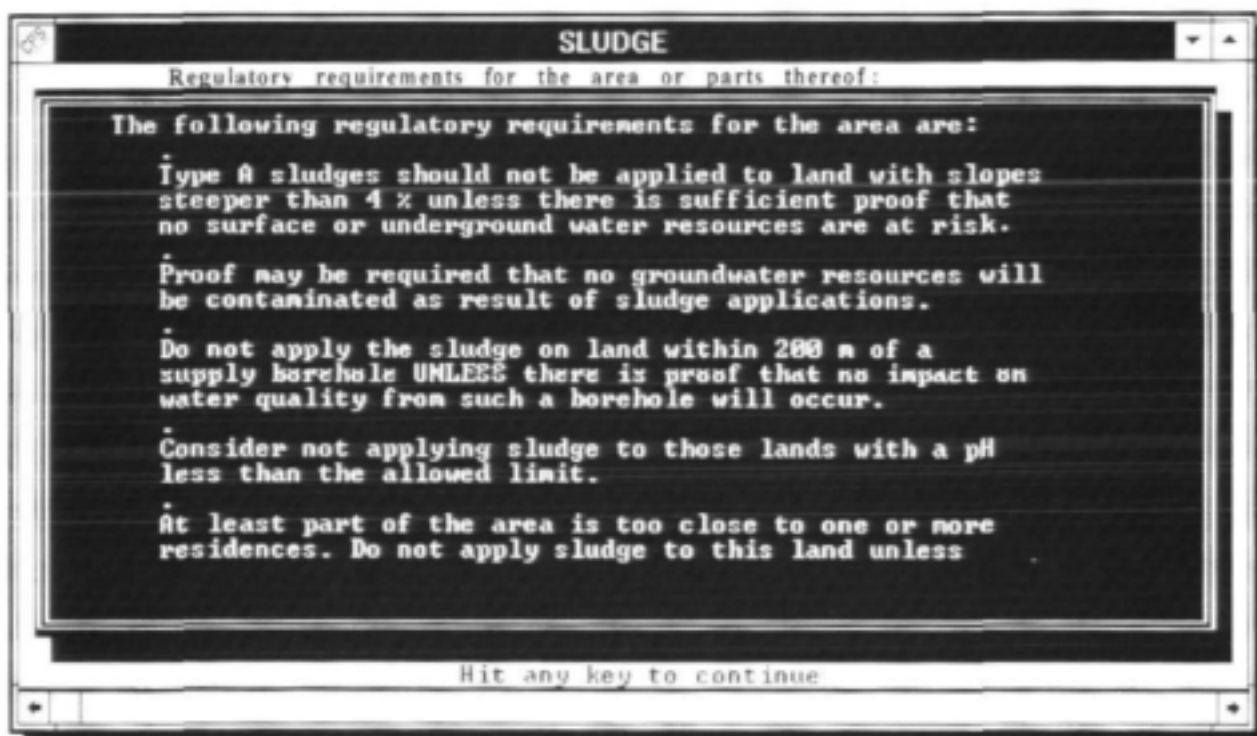 SLUDGE
Regulatory requirements for the area or parts thereof:
The following regulatory requirements for the area are:
.
Type A sludges should not be applied to land with slopes
steeper than 4 % unless there is sufficient proof that
no surface or underground water resources are at risk.
.
Proof may be required that no groundwater resources will
be contaminated as result of sludge applications.
.
Do not apply the sludge on land within 200 m of a
supply borehole UNLESS there is proof that no impact on
water quality from such a borehole will occur.
.
Consider not applying sludge to those lands with a pH
less than the allowed limit.
.
At least part of the area is too close to one or more
residences. Do not apply sludge to this land unless
Hit any key to continue